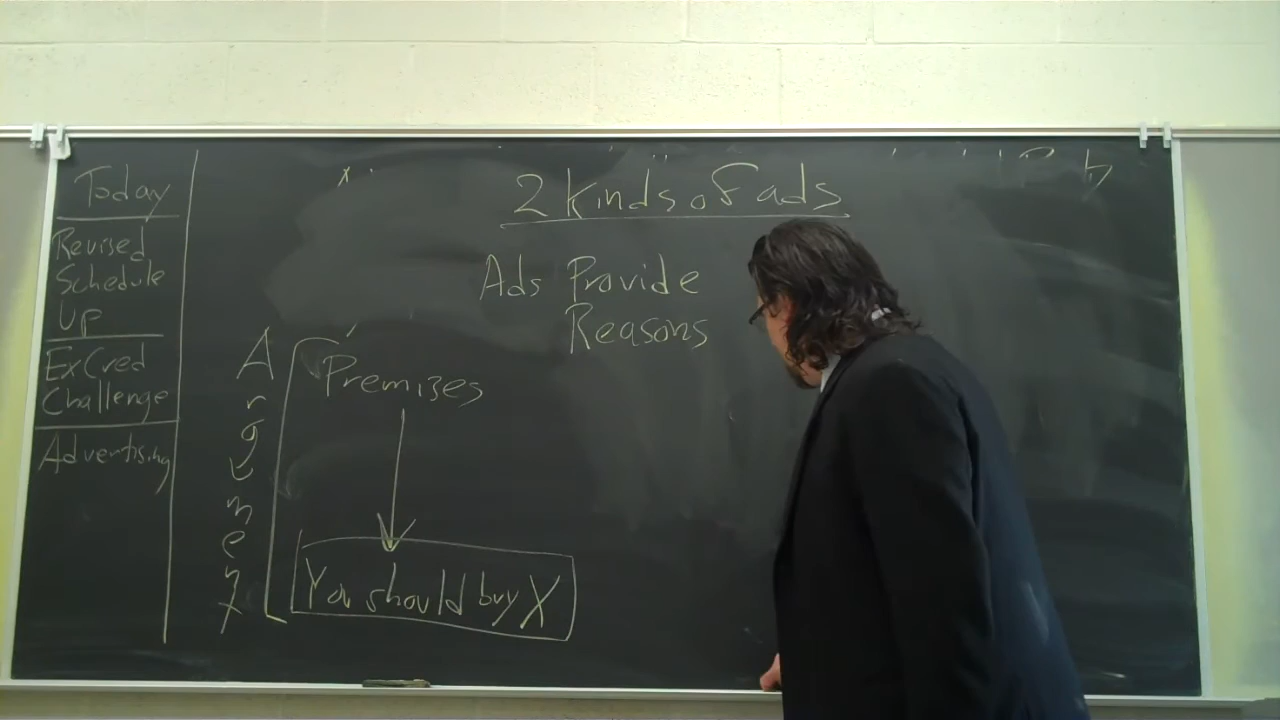 Today
Revised
Schedule
Up
ExCred
Challenge
Advertising
2 Kinds of ads
Ads Provide
Reasons
Argument
Premises
You should buy X